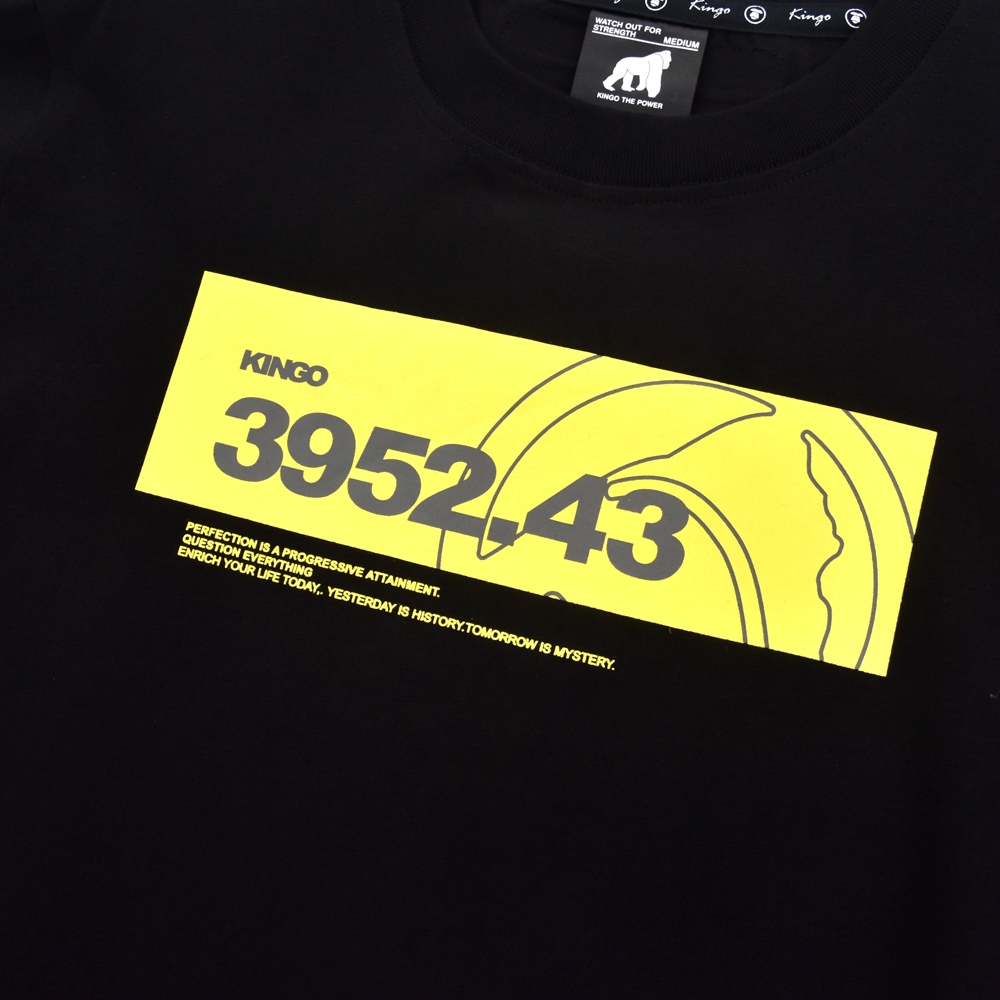 Kingo Kingo
WATCH OUT FOR
STRENGTH MEDIUM
KINGO THE POWER
KINGO
3952.43
PERFECTION IS A PROGRESSIVE ATTAINMENT.
QUESTION EVERYTHING
ENRICH YOUR LIFE TODAY,. YESTERDAY IS HISTORY.TOMORROW IS MYSTERY.